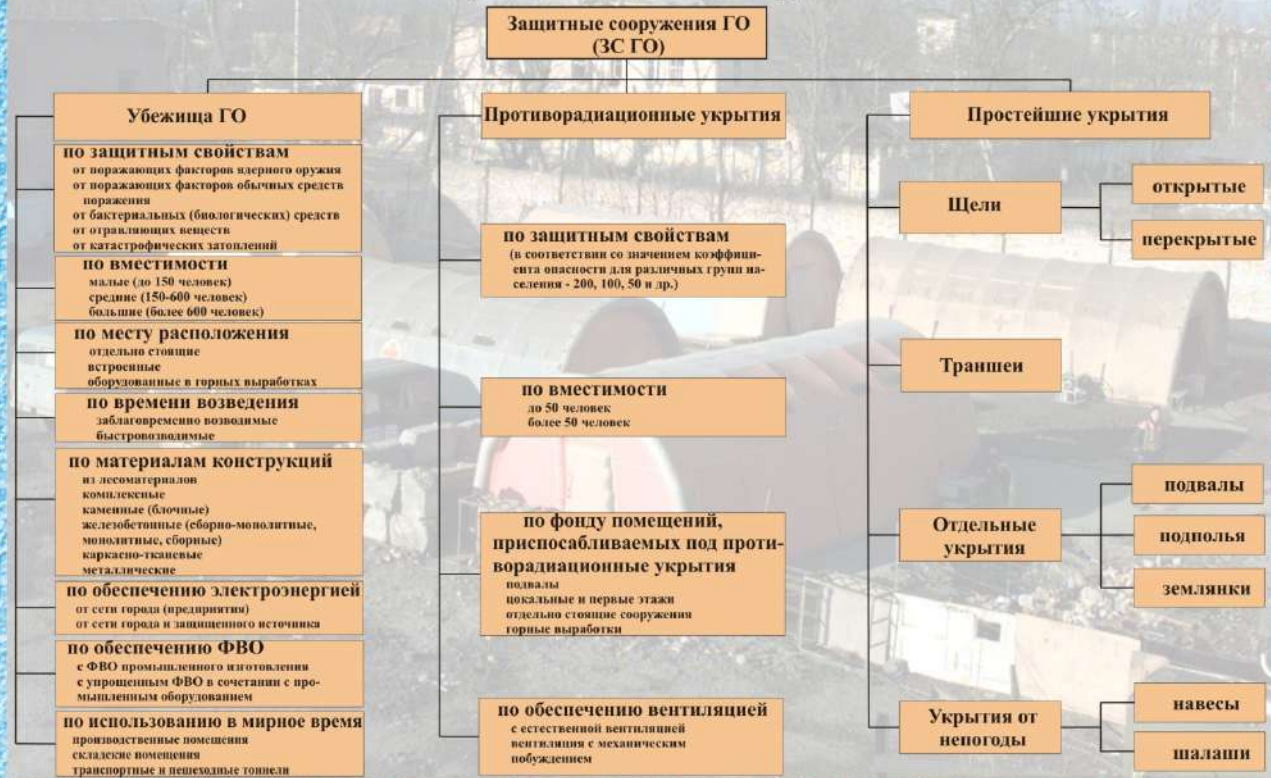 Защитные сооружения ГО
(ЗС ГО)
Убежища ГО
по защитным свойствам
от поражающих факторов ядерного оружия
от поражающих факторов обычных средств
поражения
от бактериальных (биологических) средств
от отравляющих веществ
от катастрофических затоплений
по вместимости
малые (до 150 человек)
средние (150-600 человек)
большие (более 600 человек)
по месту расположения
отдельно стоящие
встроенные
оборудованные в горных выработках
по времени возведения
заблаговременно возводимые
быстровозводимые
по материалам конструкций
из лесоматериалов
комплексные
каменные (блочные)
железобетонные (сборно-монолитные,
монолитные, сборные)
каркасно-тканевые
металлические
по обеспечению электроэнергией
от сети города (предприятия)
от сети города и защищенного источника
по обеспечению ФВО
с ФВО промышленного изготовления
с упрощенным ФВО в сочетании с про-
мышленным оборудованием
по использованию в мирное время
производственные помещения
складские помещения
транспортные и пешеходные тоннели
Противорадиационные укрытия
по защитным свойствам
(в соответствии со значением коэффици-
ента опасности для различных групп на-
селения - 200, 100, 50 и др.)
по вместимости
до 50 человек
более 50 человек
по фонду помещений,
приспосабливаемых под проти-
ворадиационные укрытия
подвалы
цокальные и первые этажи
отдельно стоящие сооружения
горные выработки
по обеспечению вентиляцией
с естественной вентиляцией
вентиляция с механическим
побуждением
Простейшие укрытия
Щели
открытые
перекрытые
Траншеи
Отдельные
укрытия
подвалы
подполья
землянки
Укрытия от
непогоды
навесы
шалаши